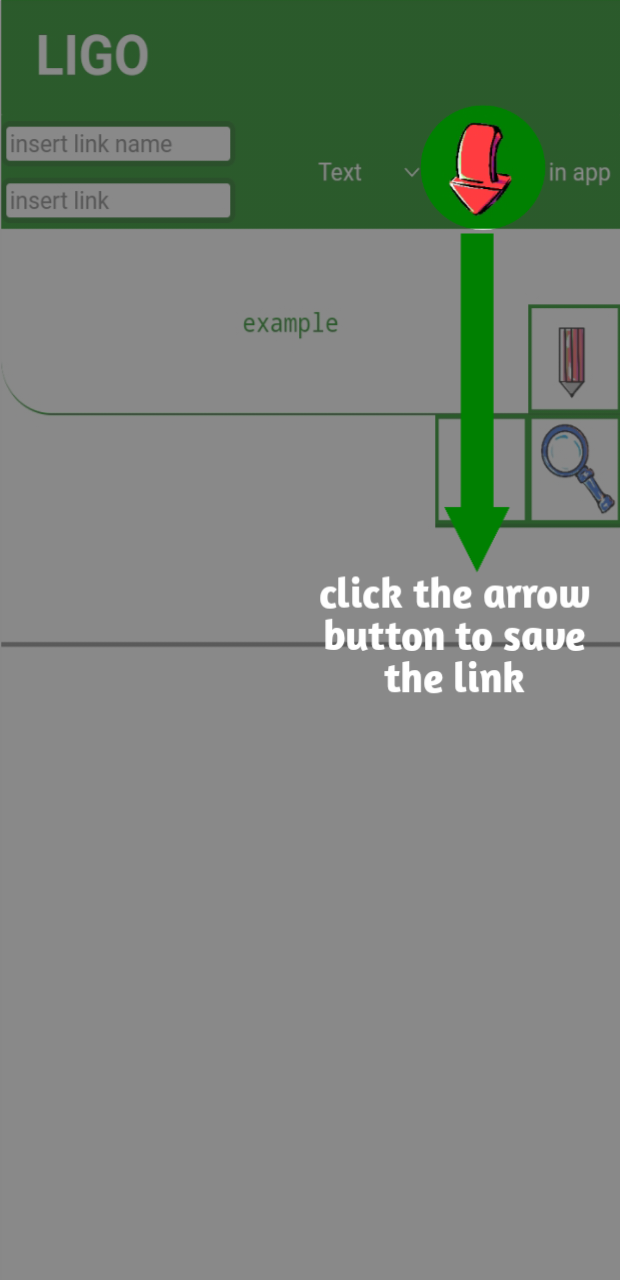 LIGO
insert link name
insert link
Text
in app
example
click the arrow
button to save
the link